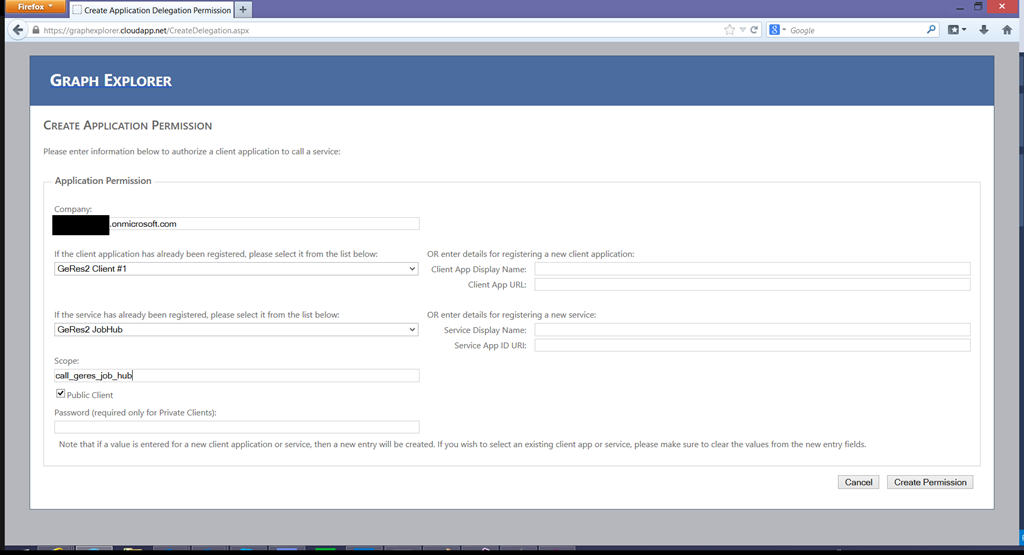 Firefox
Create Application Delegation Permission
https://graphexplorer.cloudapp.net/CreateDelegation.aspx
Google
GRAPH EXPLORER
CREATE APPLICATION PERMISSION
Please enter information below to authorize a client application to call a service:
Application Permission
Company:
.onmicrosoft.com
If the client application has already been registered, please select it from the list below:
OR enter details for registering a new client application:
GeRes2 Client #1
Client App Display Name:
Client App URL:
If the service has already been registered, please select it from the list below:
OR enter details for registering a new service:
GeRes2 JobHub
Service Display Name:
Service App ID URI:
Scope:
call_geres_job_hub
Public Client
Password (required only for Private Clients):
Note that if a value is entered for a new client application or service, then a new entry will be created. If you wish to select an existing client app or service, please make sure to clear the values from the new entry fields.
Cancel
Create Permission